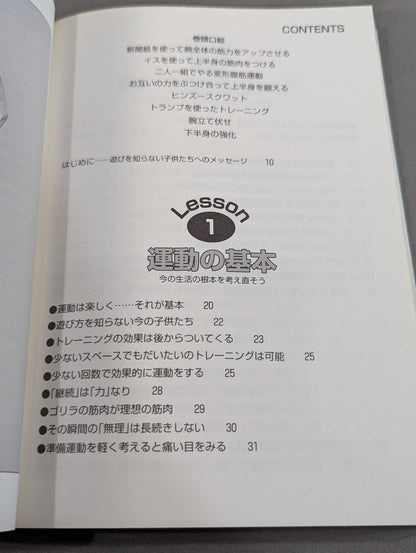 CONTENTS
巻頭口絵
新聞紙を使って腕全体の筋力をアップさせる
イスを使って上半身の筋肉をつける
二人一組でやる変形腹筋運動
お互いの力をぶつけ合って上半身を鍛える
ヒンズースクワット
トランプを使ったトレーニング
腕立て伏せ
下半身の強化
はじめに——遊びを知らない子供たちへのメッセージ 10
Lesson
1
運動の基本
今の生活の根本を考え直そう
●運動は楽しく……それが基本 20
●遊び方を知らない今の子供たち 22
●トレーニングの効果は後からついてくる 23
●少ないスペースでもだいたいのトレーニングは可能 25
●少ない回数で効果的に運動をする 25
●「継続」は「力」なり 28
●ゴリラの筋肉が理想の筋肉 29
●その瞬間の「無理」は長続きしない 30
●準備運動を軽く考えると痛い目をみる 31